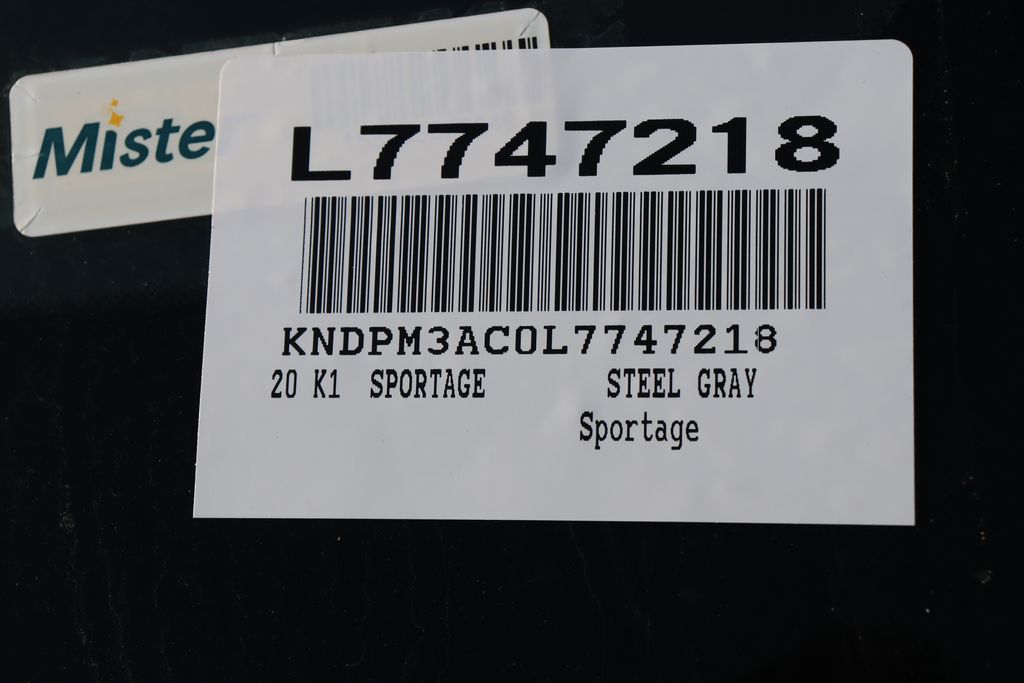 Miste
L7747218
KNDPM3AC0L7747218
20 K1 SPORTAGE STEEL GRAY
Sportage